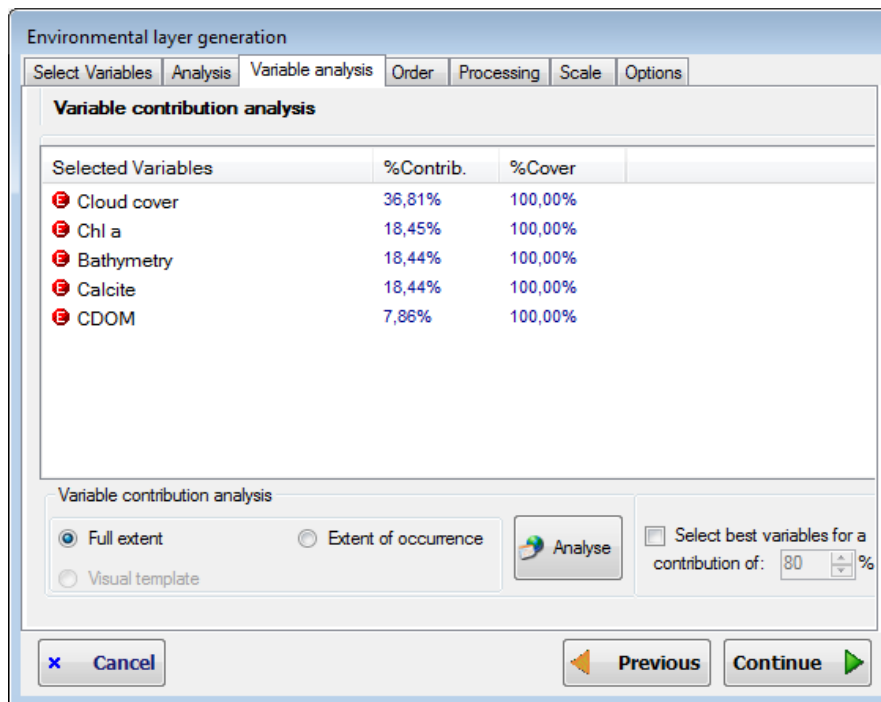 Environmental layer generation
Select Variables Analysis Variable analysis Order Processing Scale Options
Variable contribution analysis
Selected Variables %Contrib. %Cover
E Cloud cover 36,81% 100,00%
E Chl a 18,45% 100,00%
E Bathymetry 18,44% 100,00%
E Calcite 18,44% 100,00%
E CDOM 7,86% 100,00%
Variable contribution analysis
Full extent Extent of occurrence
Visual template
Analyse
Select best variables for a
contribution of: 80 %
Cancel Previous Continue